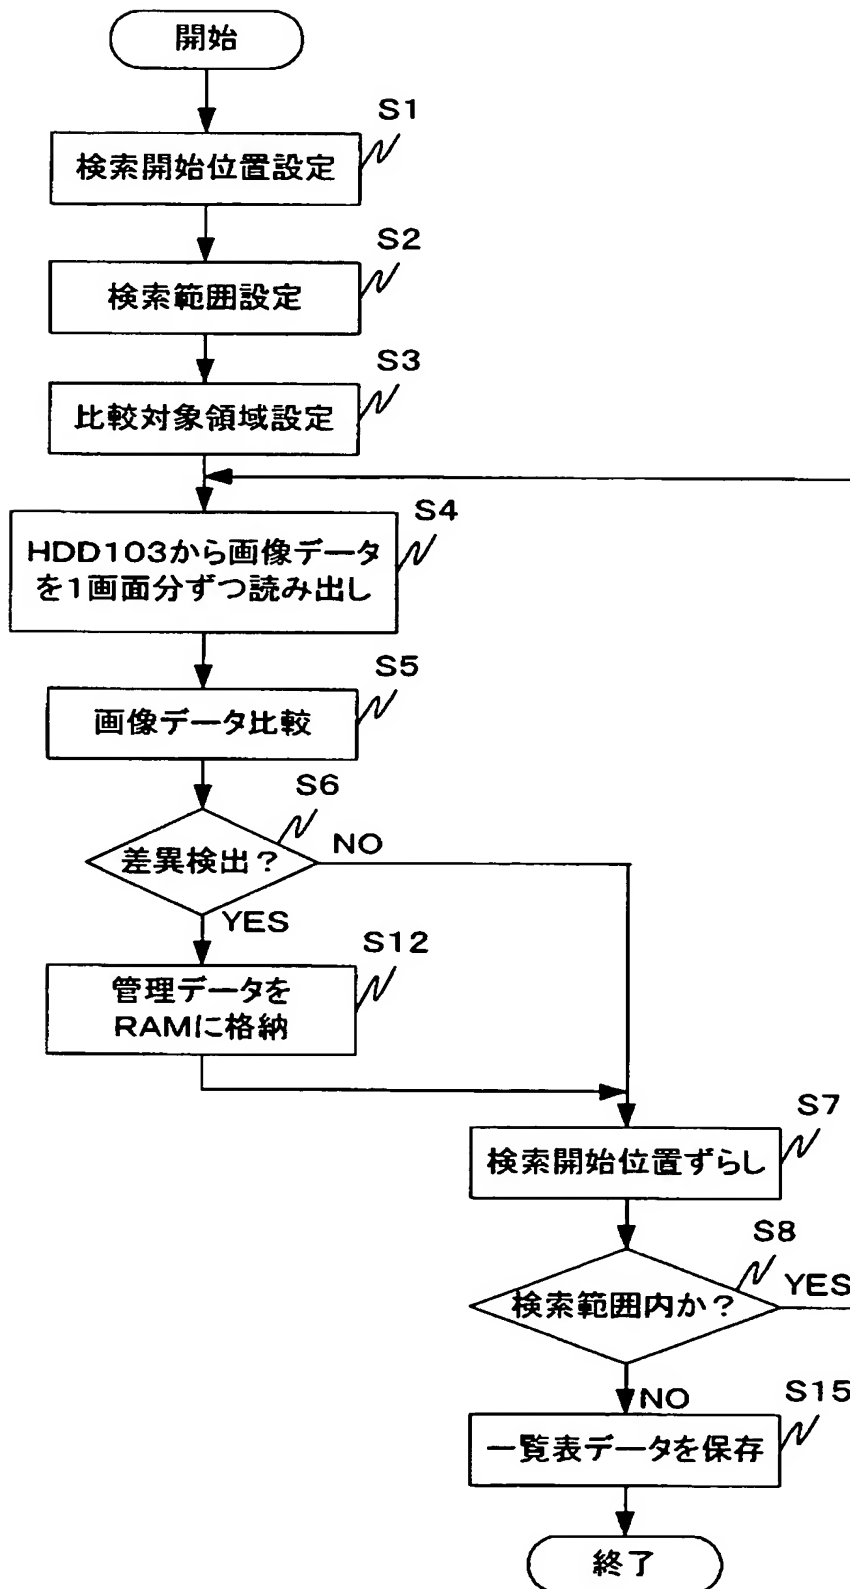 開始
S1
検索開始位置設定
S2
検索範囲設定
S3
比較対象領域設定
S4
HDD103から画像データ
を1画面分ずつ読み出し
S5
画像データ比較
S6
差異検出?
NO
YES
S12
管理データを
RAMに格納
S7
検索開始位置ずらし
S8
検索範囲内か?
YES
NO
S15
一覧表データを保存
終了